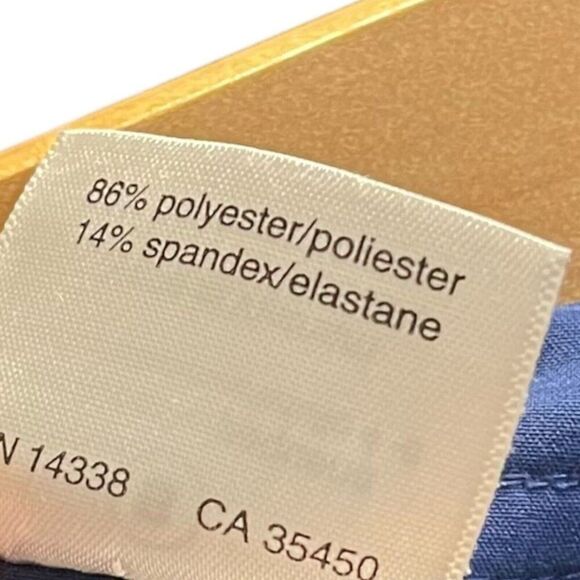 86% polyester/poliester
14% spandex/elastane
N 14338
CA 35450